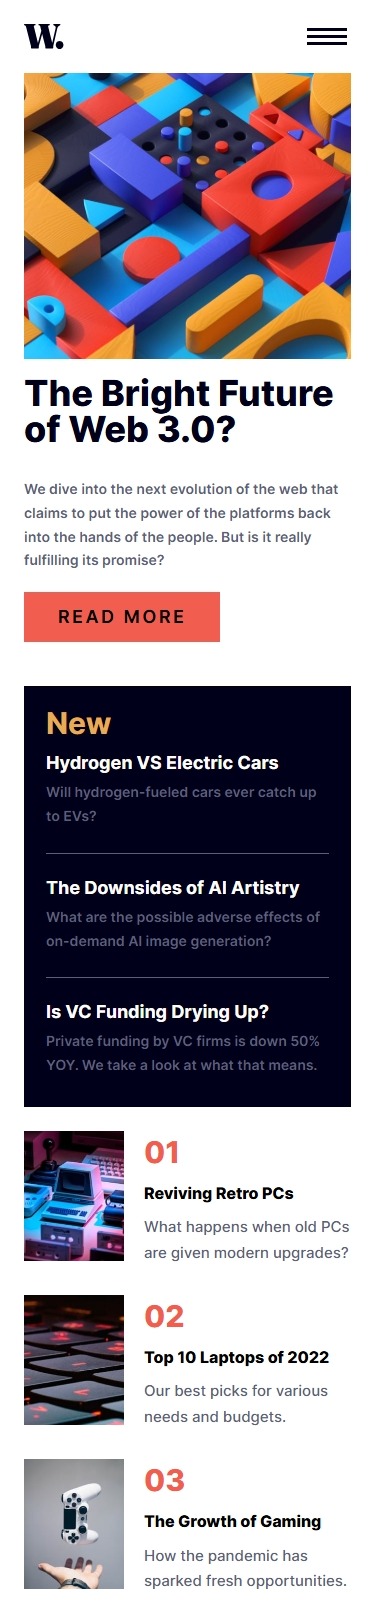 W.
The Bright Future
of Web 3.0?
We dive into the next evolution of the web that
claims to put the power of the platforms back
into the hands of the people. But is it really
fulfilling its promise?
READ MORE
New
Hydrogen VS Electric Cars
Will hydrogen-fueled cars ever catch up
to EVs?
The Downsides of AI Artistry
What are the possible adverse effects of
on-demand AI image generation?
Is VC Funding Drying Up?
Private funding by VC firms is down 50%
YOY. We take a look at what that means.
01
Reviving Retro PCs
What happens when old PCs
are given modern upgrades?
02
Top 10 Laptops of 2022
Our best picks for various
needs and budgets.
03
The Growth of Gaming
How the pandemic has
sparked fresh opportunities.